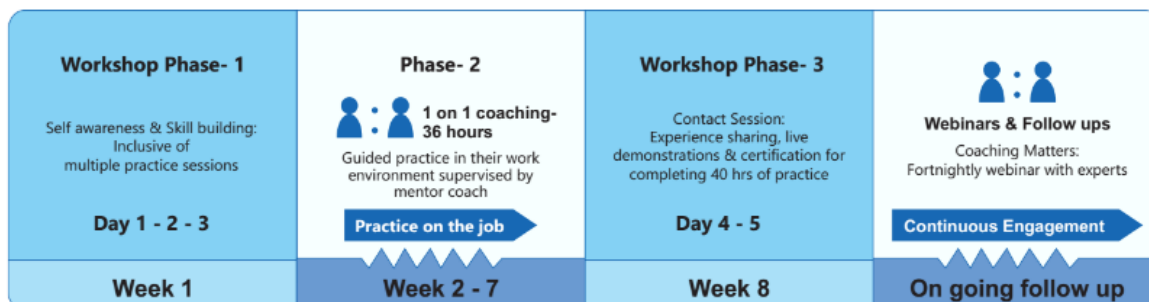 Workshop Phase- 1
Self awareness & Skill building:
Inclusive of
multiple practice sessions
Day 1 - 2 - 3
Week 1
Phase- 2
1 on 1 coaching-
36 hours
Guided practice in their work
environment supervised by
mentor coach
Practice on the job
Week 2 - 7
Workshop Phase- 3
Contact Session:
Experience sharing, live
demonstrations & certification for
completing 40 hrs of practice
Day 4 - 5
Week 8
Webinars & Follow ups
Coaching Matters:
Fortnightly webinar with experts
Continuous Engagement
On going follow up